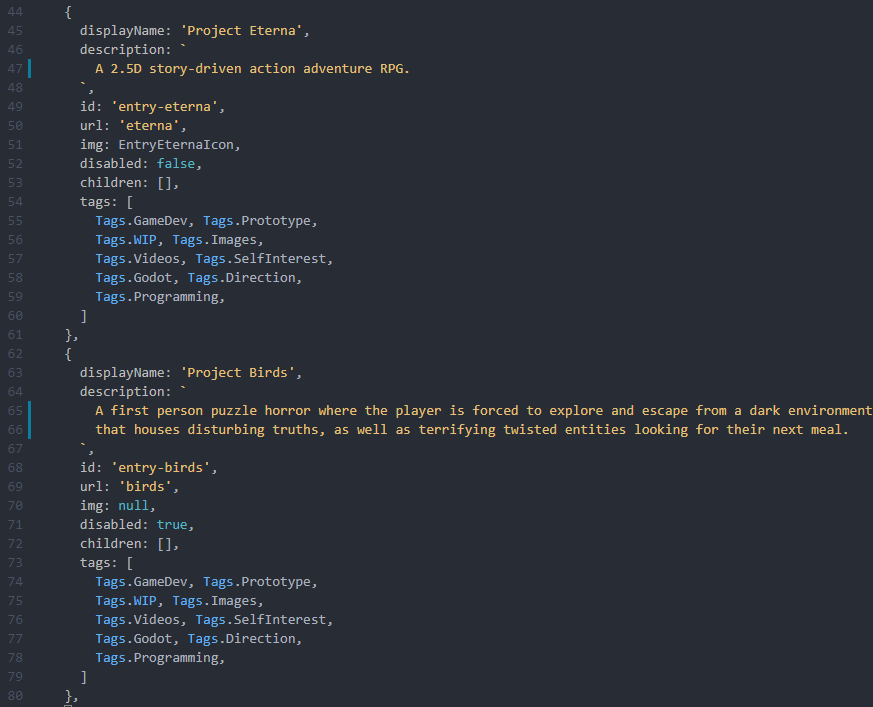 44 {
45 displayName: 'Project Eterna',
46 description: `
47 A 2.5D story-driven action adventure RPG.
48 `,
49 id: 'entry-eterna',
50 url: 'eterna',
51 img: EntryEternaIcon,
52 disabled: false,
53 children: [],
54 tags: [
55 Tags.GameDev, Tags.Prototype,
56 Tags.WIP, Tags.Images,
57 Tags.Videos, Tags.SelfInterest,
58 Tags.Godot, Tags.Direction,
59 Tags.Programming,
60 ]
61 },
62 {
63 displayName: 'Project Birds',
64 description: `
65 A first person puzzle horror where the player is forced to explore and escape from a dark environment
66 that houses disturbing truths, as well as terrifying twisted entities looking for their next meal.
67 `,
68 id: 'entry-birds',
69 url: 'birds',
70 img: null,
71 disabled: true,
72 children: [],
73 tags: [
74 Tags.GameDev, Tags.Prototype,
75 Tags.WIP, Tags.Images,
76 Tags.Videos, Tags.SelfInterest,
77 Tags.Godot, Tags.Direction,
78 Tags.Programming,
79 ]
80 },